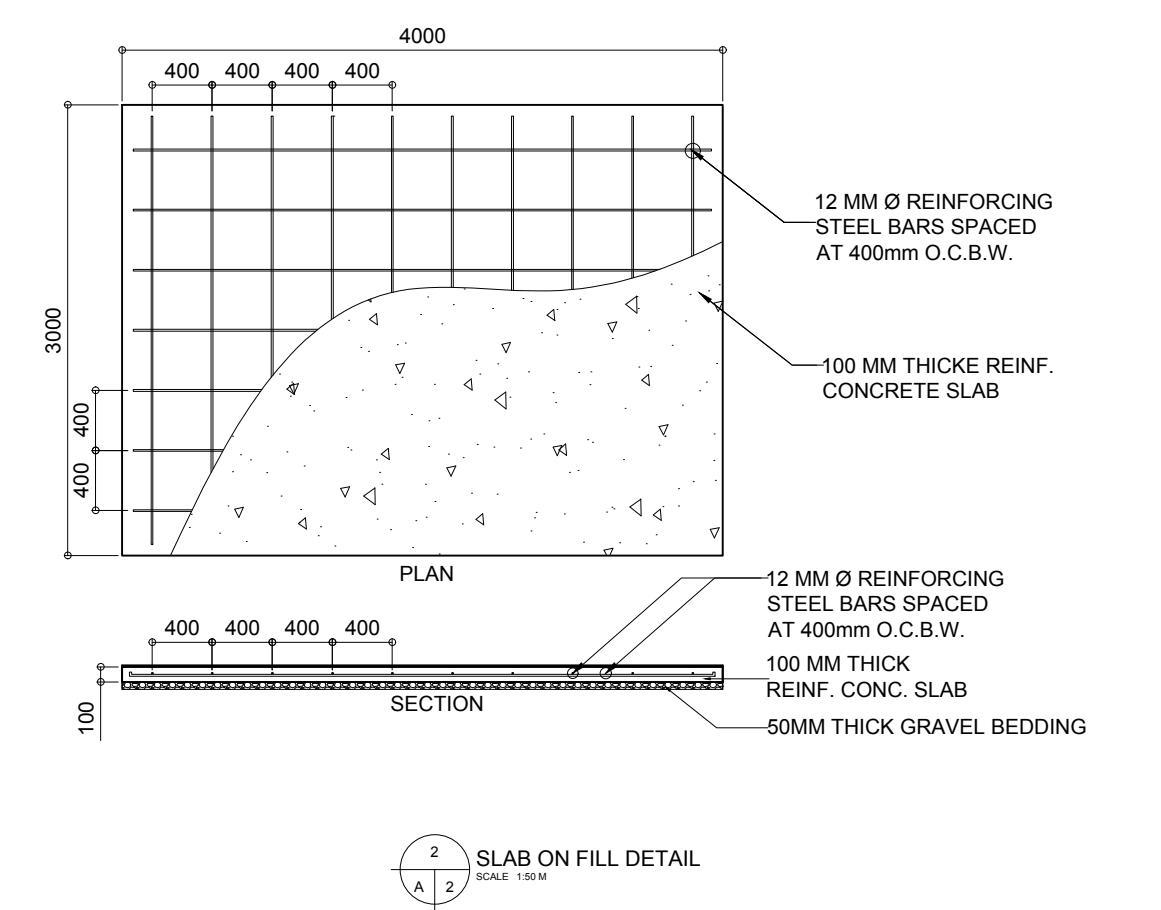 4000
400 400 400 400
12 MM Ø REINFORCING
STEEL BARS SPACED
AT 400mm O.C.B.W.
3000
100 MM THICKE REINF.
CONCRETE SLAB
400
400
PLAN
12 MM Ø REINFORCING
STEEL BARS SPACED
AT 400mm O.C.B.W.
400 400 400 400
100 MM THICK
REINF. CONC. SLAB
100
SECTION
50MM THICK GRAVEL BEDDING
2
A 2
SLAB ON FILL DETAIL
SCALE 1:50 M